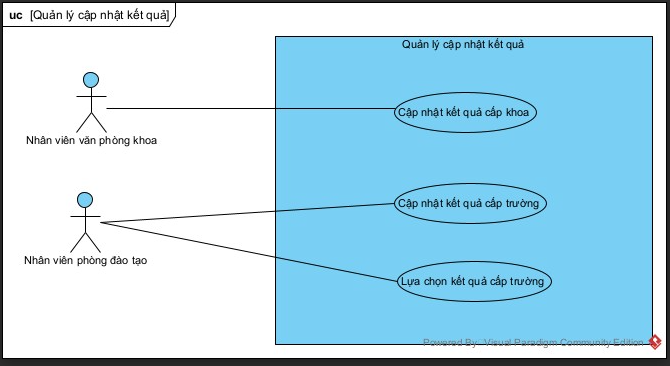 uc [Quản lý cập nhật kết quả]
Quản lý cập nhật kết quả
Cập nhật kết quả cấp khoa
Nhân viên văn phòng khoa
Cập nhật kết quả cấp trường
Nhân viên phòng đào tạo
Lựa chọn kết quả cấp trường
Powered By Visual Paradigm Community Edition